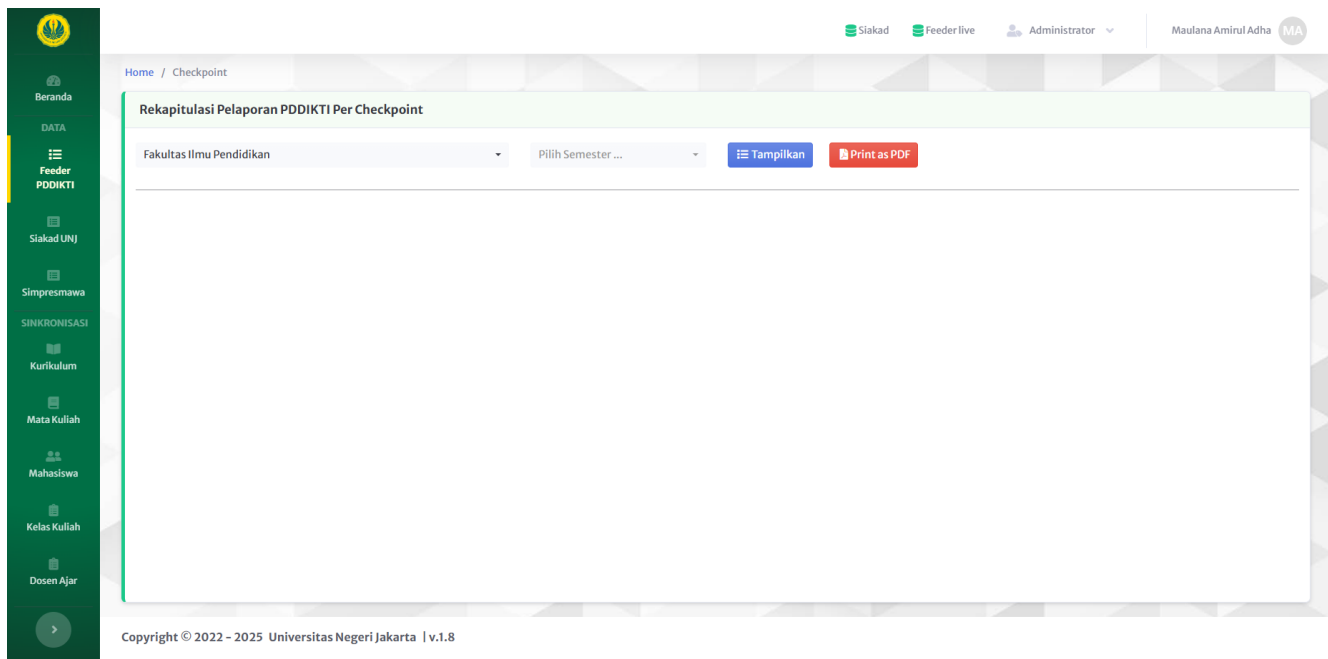 Siakad
Feeder live
Administrator
Maulana Amirul Adha
MA
Beranda
DATA
Feeder
PDDIKTI
Siakad UNJ
Simpresmawa
SINKRONISASI
Kurikulum
Mata Kuliah
Mahasiswa
Kelas Kuliah
Dosen Ajar
Home / Checkpoint
Rekapitulasi Pelaporan PDDIKTI Per Checkpoint
Fakultas Ilmu Pendidikan
Pilih Semester ...
Tampilkan
Print as PDF
Copyright © 2022 - 2025 Universitas Negeri Jakarta | v.1.8